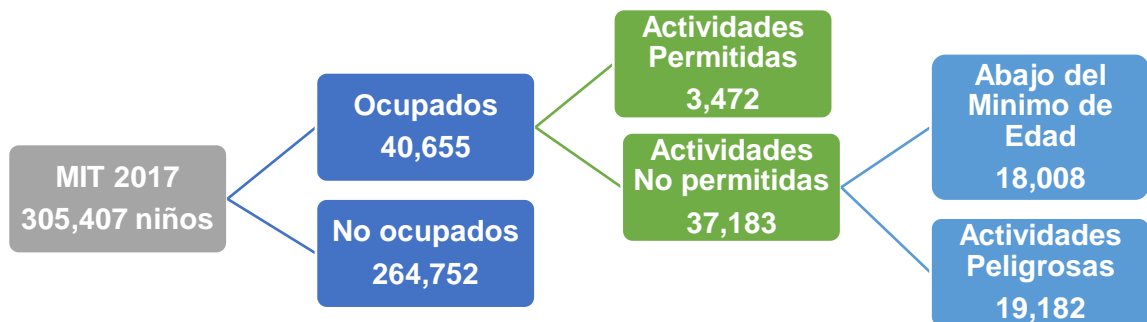 MIT 2017
305,407 niños
Ocupados
40,655
No ocupados
264,752
Actividades
Permitidas
3,472
Actividades
No permitidas
37,183
Abajo del
Minimo de
Edad
18,008
Actividades
Peligrosas
19,182